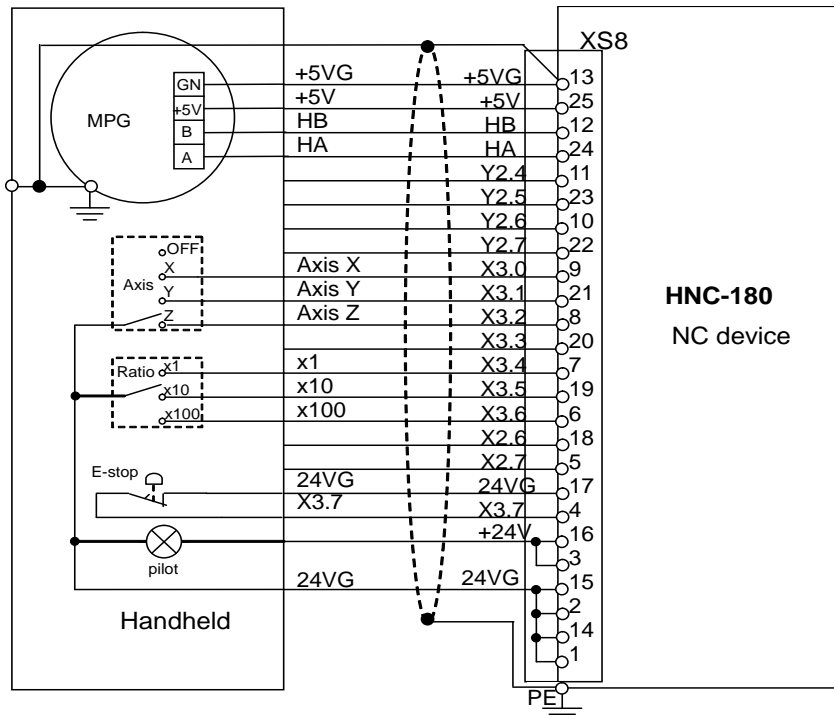 XS8
+5VG +5VG 13
GN
+5V +5V 25
+5V
MPG HB HB 12
B
HA HA 24
A
Y2.4 11
Y2.5 23
Y2.6 10
Y2.7 22
OFF
X Axis X X3.0 9
Axis
Y Axis Y X3.1 21
Z Axis Z X3.2 8
HNC-180
NC device
X3.3 20
Ratio x1 x1 X3.4 7
x10 x10 X3.5 19
x100 x100 X3.6 6
X2.6 18
X2.7 5
E-stop
24VG 24VG 17
X3.7 X3.7 4
+24V 16
pilot
3
24VG 24VG 15
2
Handheld
14
1
PE